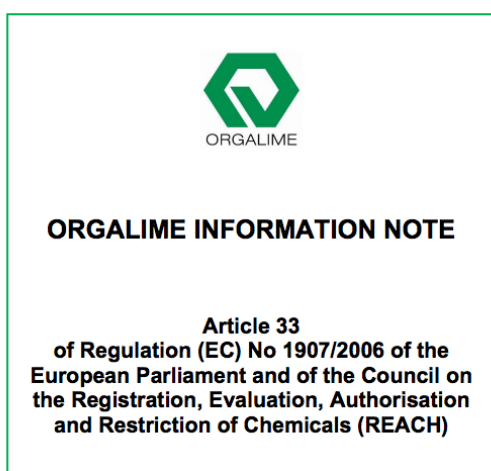 ORGALIME
ORGALIME INFORMATION NOTE
Article 33
of Regulation (EC) No 1907/2006 of the
European Parliament and of the Council on
the Registration, Evaluation, Authorisation
and Restriction of Chemicals (REACH)